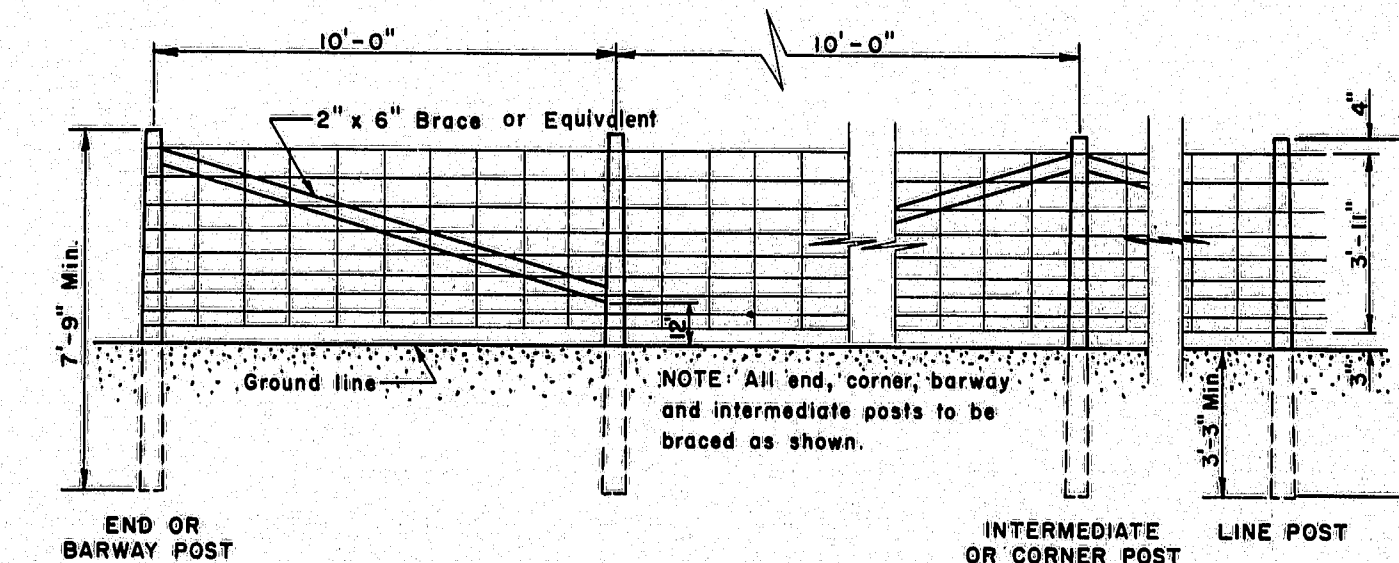 10'-0"
10'-0"
2" x 6" Brace or Equivalent
4"
7'-9" Min.
3'-11"
12"
Ground line
NOTE: All end, corner, barway
and intermediate posts to be
braced as shown.
3'-3" Min
3"
END OR
BARWAY POST
INTERMEDIATE
OR CORNER POST
LINE POST